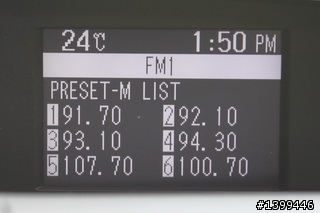 24℃ 1:50 PM
FM1
PRESET-M LIST
1 91.70 2 92.10
3 93.10 4 94.30
5 107.70 6 100.70
#1399446